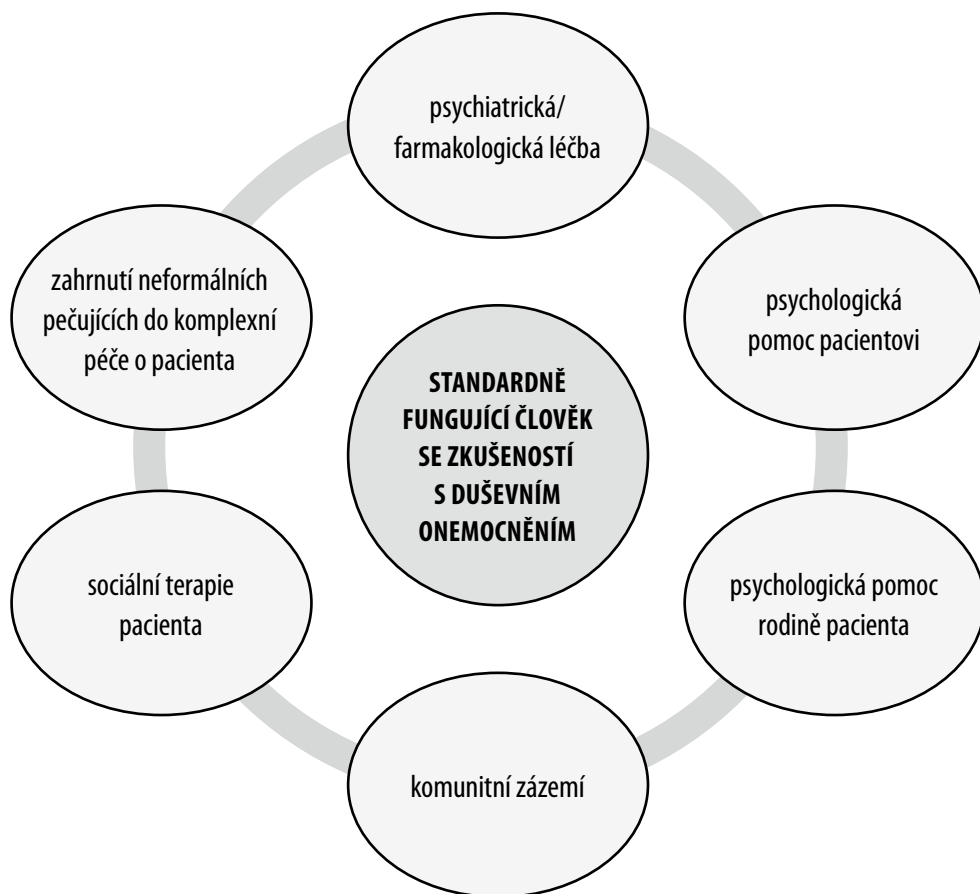 psychiatrická/
farmakologická léčba
psychologická
pomoc pacientovi
psychologická pomoc
rodině pacienta
komunitní zázemí
sociální terapie
pacienta
zahrnutí neformálních
pečujících do komplexní
péče o pacienta
STANDARDNĚ
FUNGUJÍCÍ ČLOVĚK
SE ZKUŠENOSTÍ
S DUŠEVNÍM
ONEMOCNĚNÍM